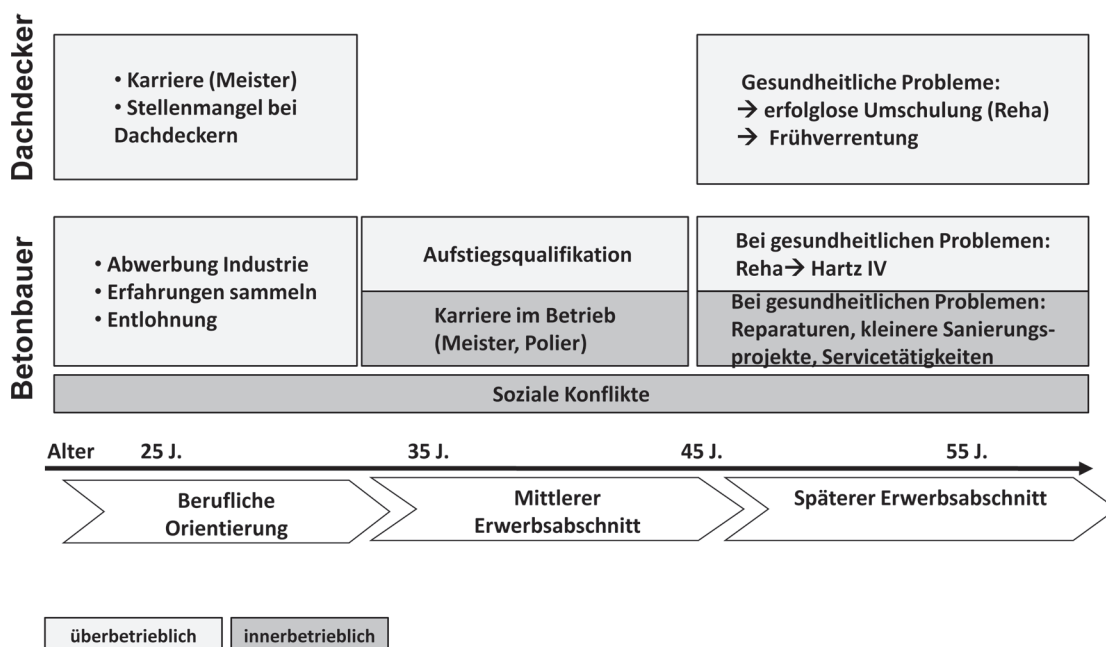 Dachdecker
• Karriere (Meister)
• Stellenmangel bei
Dachdeckern
Gesundheitliche Probleme:
→ erfolglose Umschulung (Reha)
→ Frühverrentung
Betonbauer
• Abwerbung Industrie
• Erfahrungen sammeln
• Entlohnung
Aufstiegsqualifikation
Karriere im Betrieb
(Meister, Polier)
Bei gesundheitlichen Problemen:
Reha→ Hartz IV
Bei gesundheitlichen Problemen:
Reparaturen, kleinere Sanierungs-
projekte, Servicetätigkeiten
Soziale Konflikte
Alter 25 J. 35 J. 45 J. 55 J.
Berufliche
Orientierung
Mittlerer
Erwerbsabschnitt
Späterer Erwerbsabschnitt
überbetrieblich
innerbetrieblich